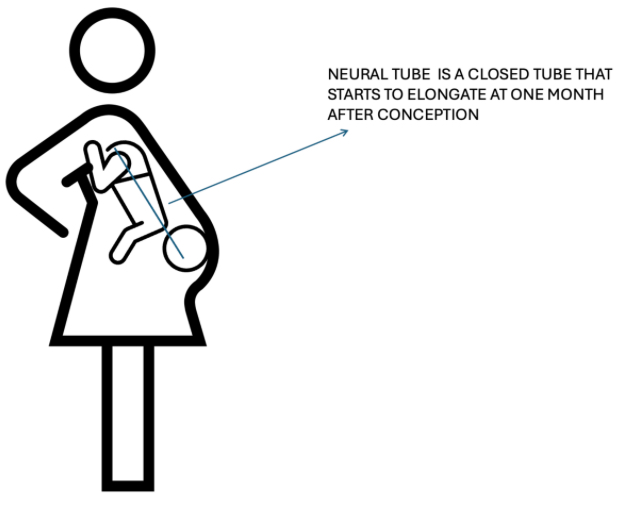 NEURAL TUBE IS A CLOSED TUBE THAT
STARTS TO ELONGATE AT ONE MONTH
AFTER CONCEPTION